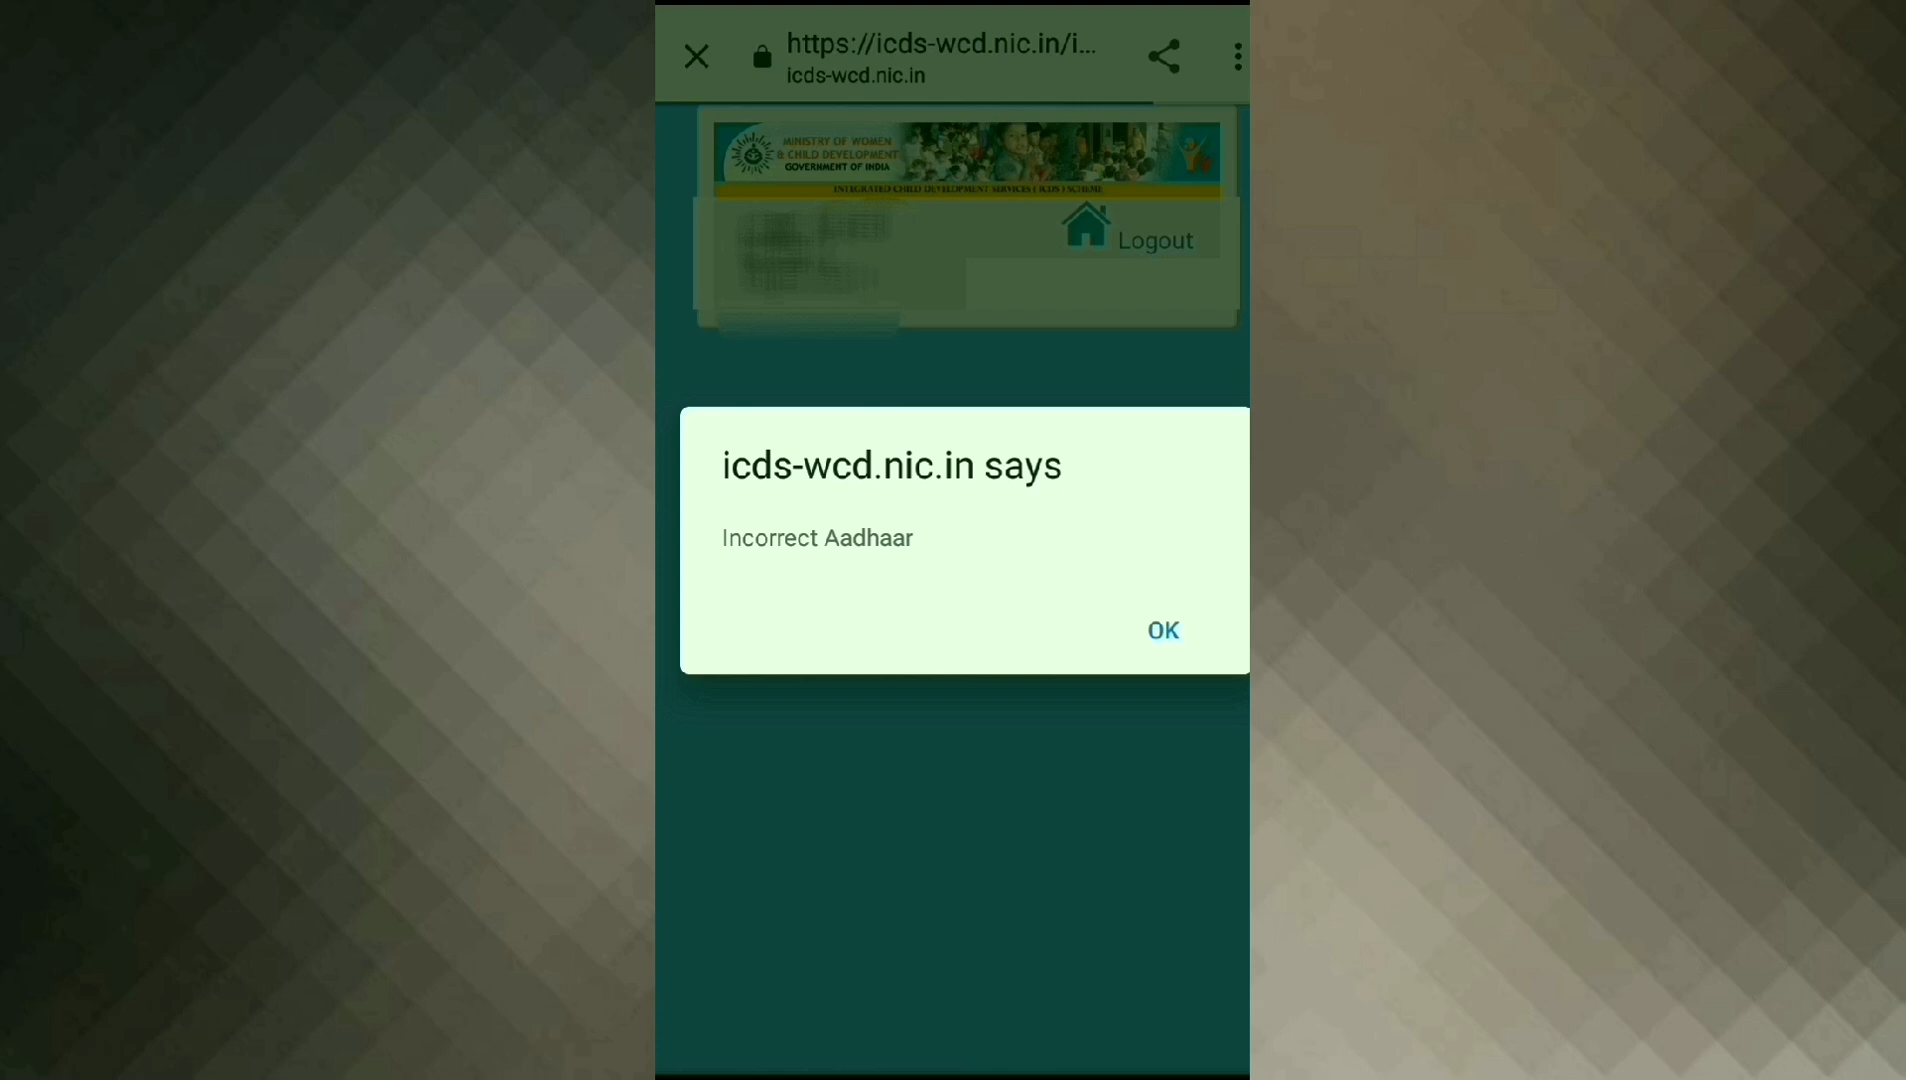 https://icds-wcd.nic.in/i...
icds-wcd.nic.in
MINISTRY OF WOMEN
& CHILD DEVELOPMENT
GOVERNMENT OF INDIA
INTEGRATED CHILD DEVELOPMENT SERVICES ( ICDS ) SCHEME
Logout
icds-wcd.nic.in says
Incorrect Aadhaar
OK